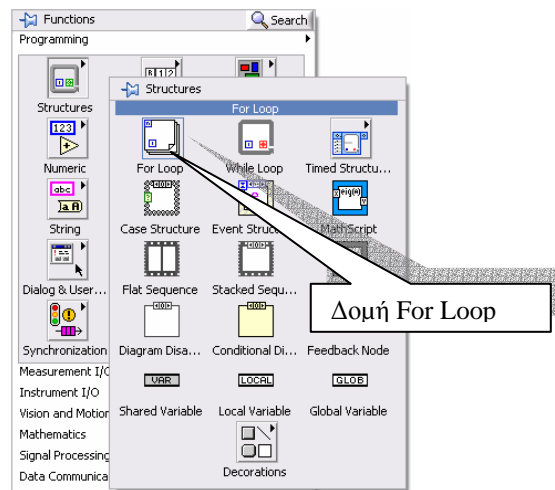 Functions
Search
Programming
Structures
Numeric
String
Dialog & User...
Synchronization
Measurement I/O
Instrument I/O
Vision and Motion
Mathematics
Signal Processing
Data Communica
Structures
For Loop
For Loop
While Loop
Timed Structu...
Case Structure
Event Structure
MathScript
Flat Sequence
Stacked Sequ...
Diagram Disa...
Conditional Di...
Feedback Node
VAR
LOCAL
GLOB
Shared Variable
Local Variable
Global Variable
Decorations
Δομή For Loop